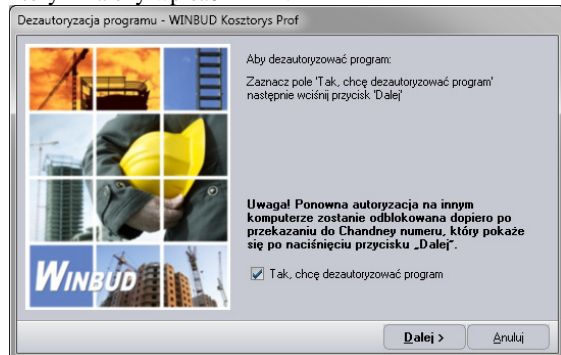 Dezautoryzacja programu - WINBUD Kosztorys Prof
Aby dezautoryzować program:
Zaznacz pole 'Tak, chcę dezautoryzować program'
następnie wciśnij przycisk 'Dalej'
Uwaga! Ponowna autoryzacja na innym
komputerze zostanie odblokowana dopiero po
przekazaniu do Chandney numeru, który pokaże
się po naciśnięciu przycisku „Dalej”.
Tak, chcę dezautoryzować program
WINBUD
Dalej >
Anuluj